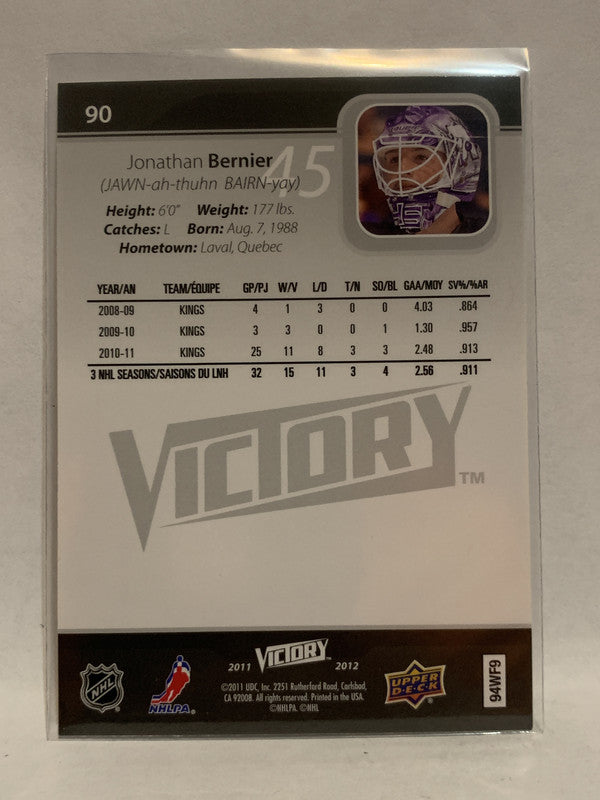 90
45
Jonathan Bernier
(JAWN-ah-thuhn BAIRN-yay)
Height: 6'0" Weight: 177 lbs.
Catches: L Born: Aug. 7, 1988
Hometown: Laval, Quebec
YEAR/AN TEAM/ÉQUIPE GP/PJ W/V L/D T/N SO/BL GAA/MOY SV%/%AR
2008-09 KINGS 4 1 3 0 0 4.03 .864
2009-10 KINGS 3 3 0 0 1 1.30 .957
2010-11 KINGS 25 11 8 3 3 2.48 .913
3 NHL SEASONS/SAISONS DU LNH 32 15 11 3 4 2.56 .911
VICTORY TM
2011 VICTORY 2012
NHL
NHLPA
©2011 UDC, Inc. 2251 Rutherford Road, Carlsbad,
CA 92008. All rights reserved. Printed in the USA.
©NHLPA. ©NHL
UPPER
D·E·C·K
94WF9